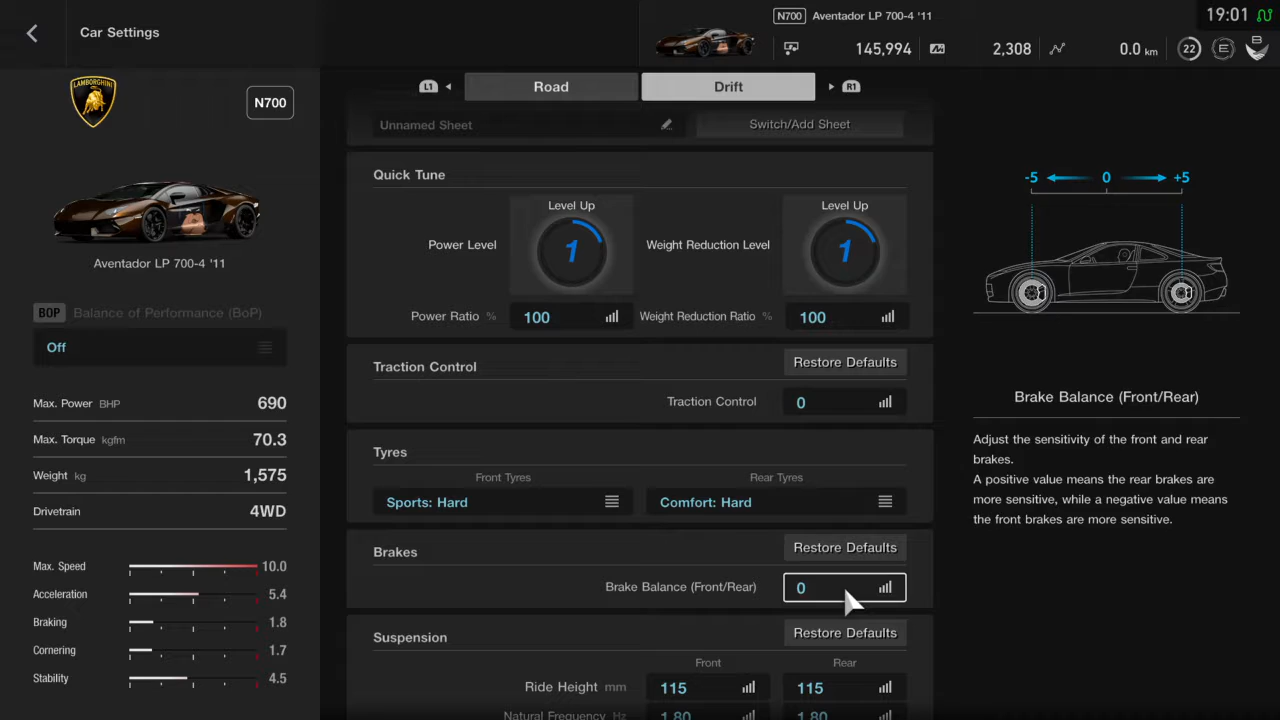 Car Settings
N700 Aventador LP 700-4 '11
19:01
145,994 2,308 0.0 km 22 E B
LAMBORGHINI
N700
Aventador LP 700-4 '11
BOP Balance of Performance (BoP)
Off
Max. Power BHP 690
Max. Torque kgfm 70.3
Weight kg 1,575
Drivetrain 4WD
Max. Speed 10.0
Acceleration 5.4
Braking 1.8
Cornering 1.7
Stability 4.5
L1 Road Drift R1
Unnamed Sheet Switch/Add Sheet
Quick Tune
Level Up Level Up
Power Level 1 Weight Reduction Level 1
Power Ratio % 100 Weight Reduction Ratio % 100
Traction Control Restore Defaults
Traction Control 0
Tyres
Front Tyres Rear Tyres
Sports: Hard Comfort: Hard
Brakes Restore Defaults
Brake Balance (Front/Rear) 0
Suspension Restore Defaults
Front Rear
Ride Height mm 115 115
Natural Frequency Hz 1.80 1.80
-5 0 +5
Brake Balance (Front/Rear)
Adjust the sensitivity of the front and rear
brakes.
A positive value means the rear brakes are
more sensitive, while a negative value means
the front brakes are more sensitive.